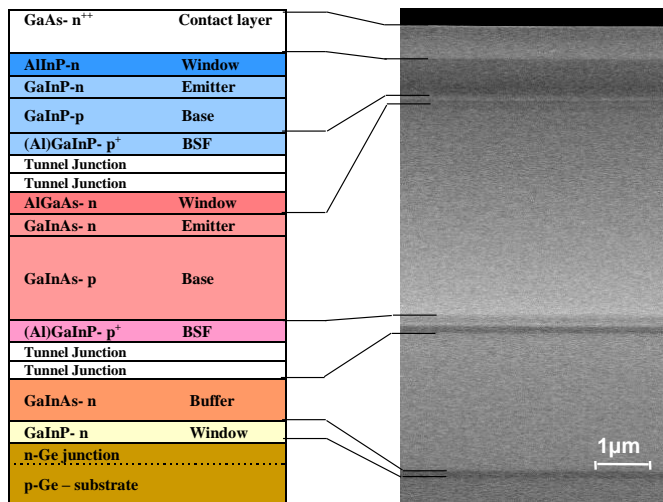 GaAs- n++ Contact layer
AlInP-n Window
GaInP-n Emitter
GaInP-p Base
(Al)GaInP- p+ BSF
Tunnel Junction
Tunnel Junction
AlGaAs- n Window
GaInAs- n Emitter
GaInAs- p Base
(Al)GaInP- p+ BSF
Tunnel Junction
Tunnel Junction
GaInAs- n Buffer
GaInP- n Window
n-Ge junction
p-Ge – substrate
1µm